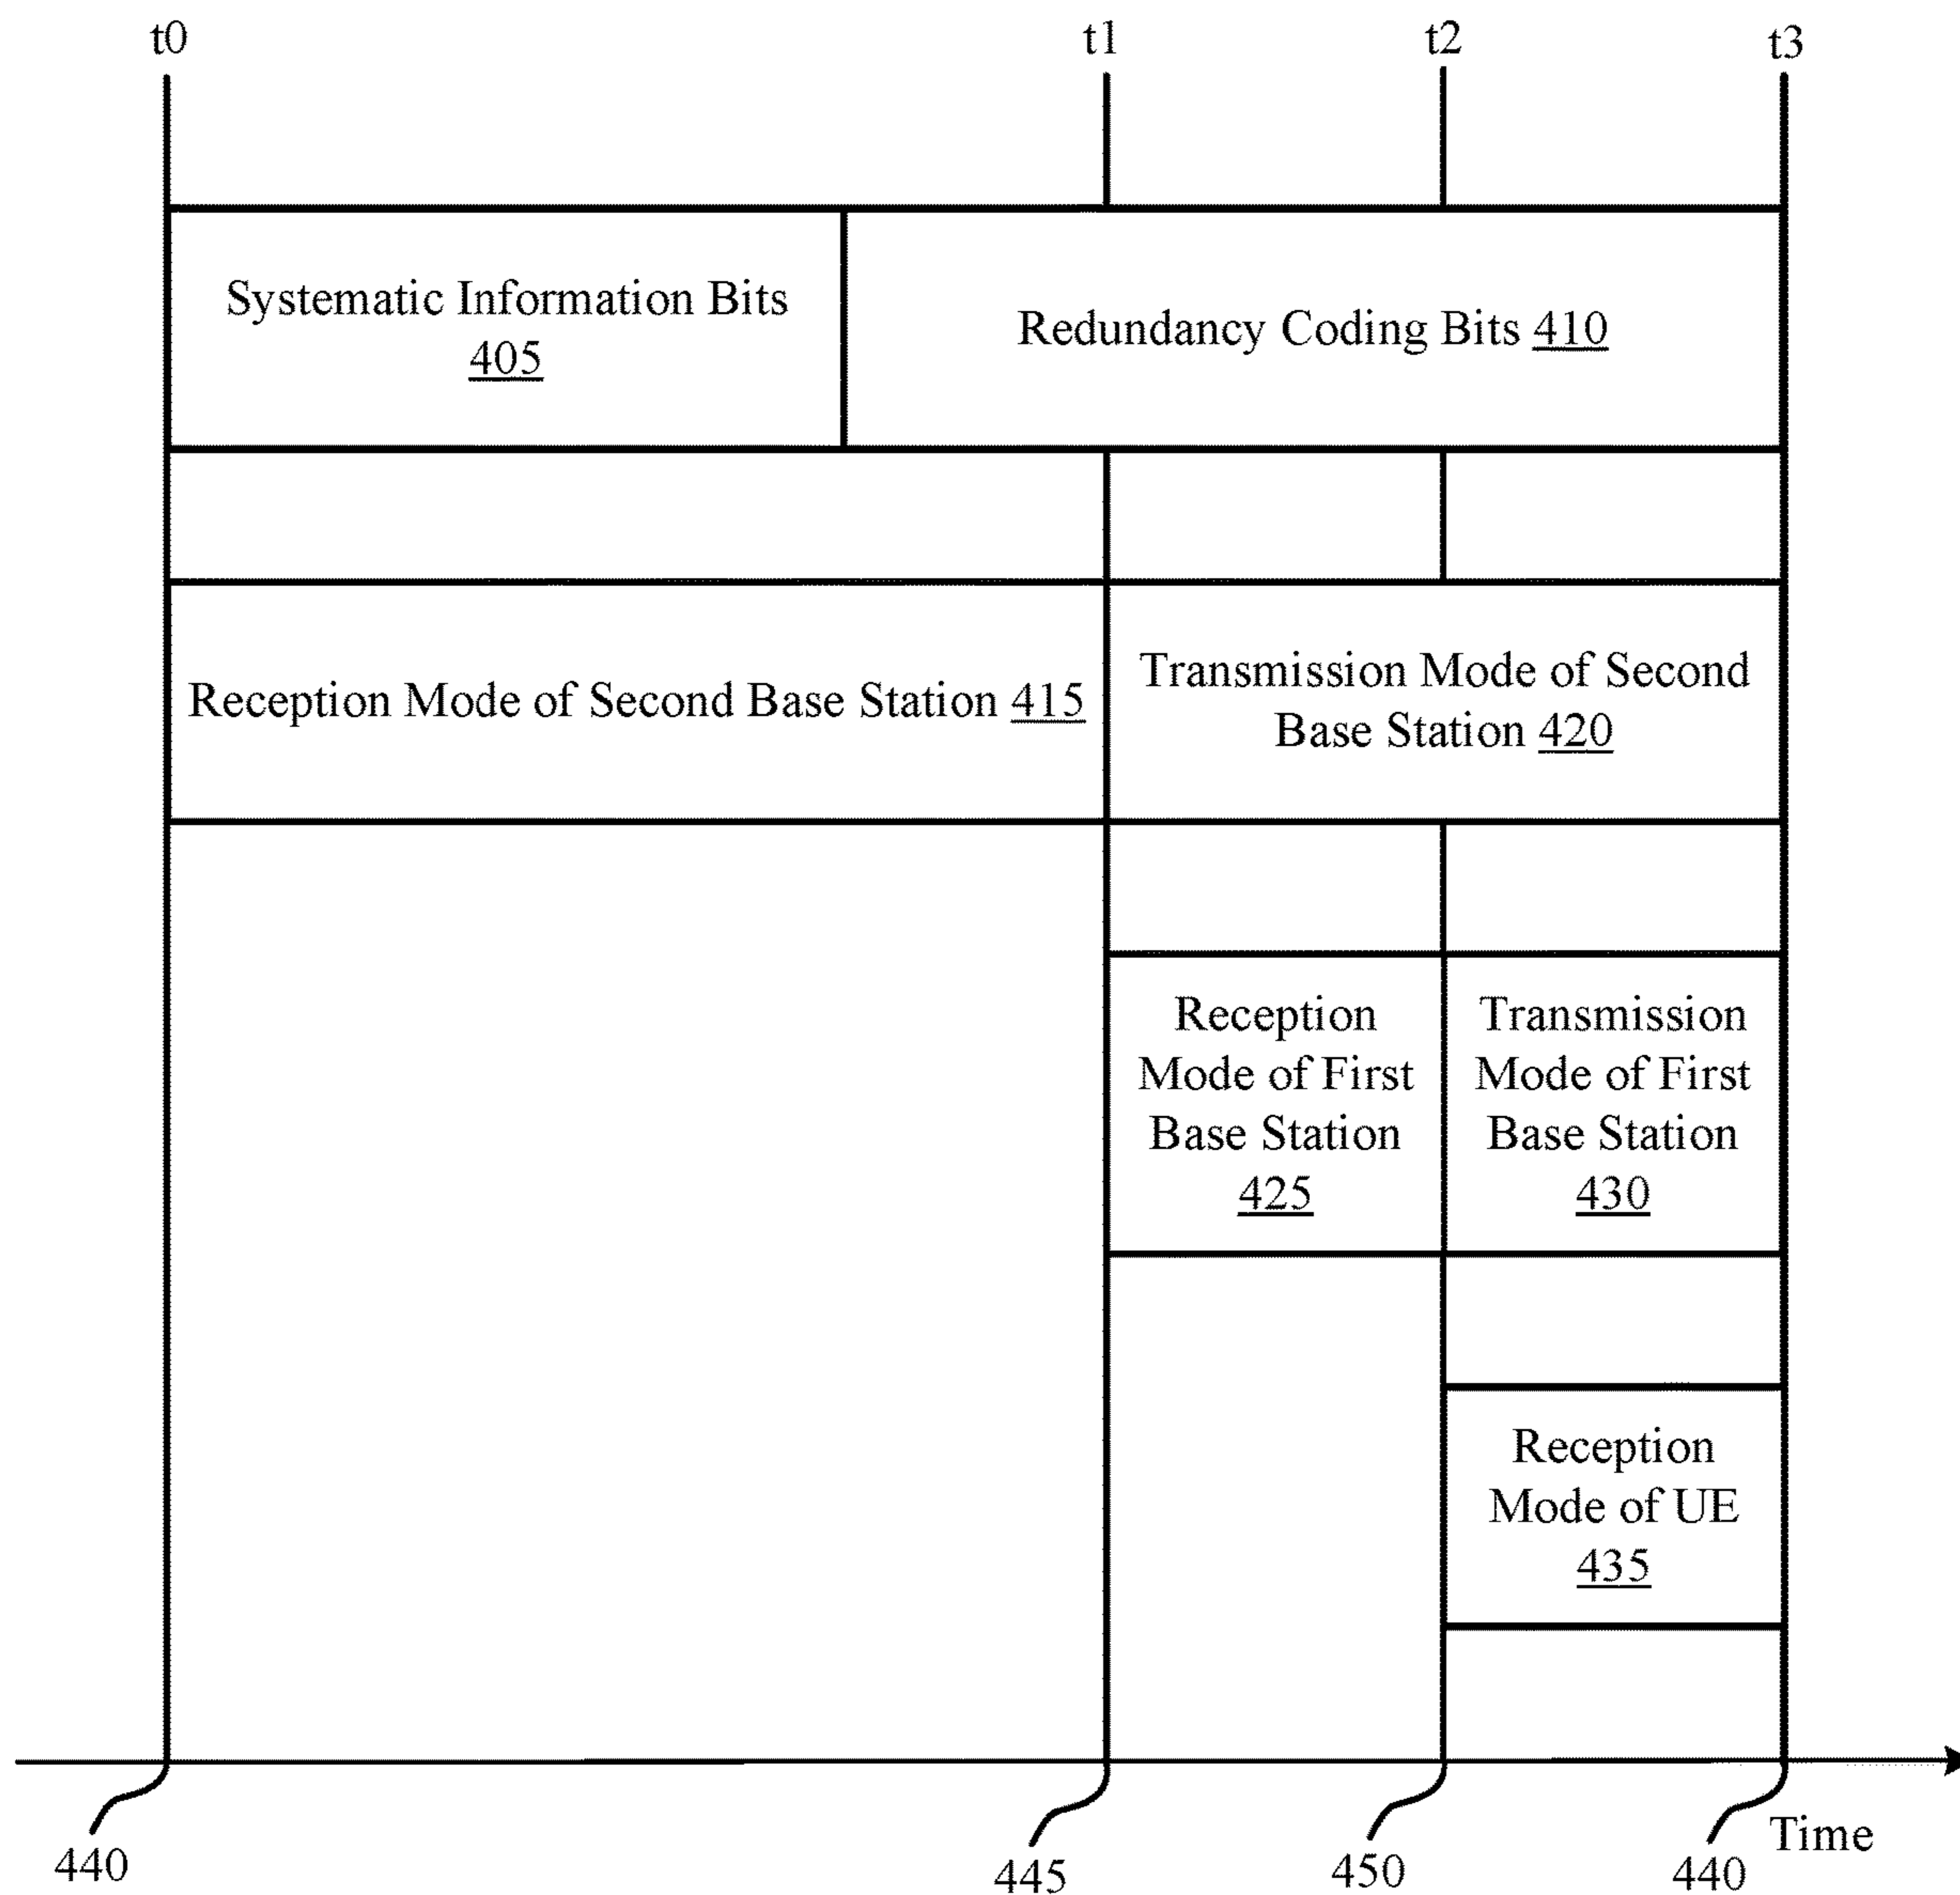 t0
t1
t2
t3
Systematic Information Bits
405
Redundancy Coding Bits 410
Reception Mode of Second Base Station 415
Transmission Mode of Second
Base Station 420
Reception
Mode of First
Base Station
425
Transmission
Mode of First
Base Station
430
Reception
Mode of UE
435
440
445
450
440
Time